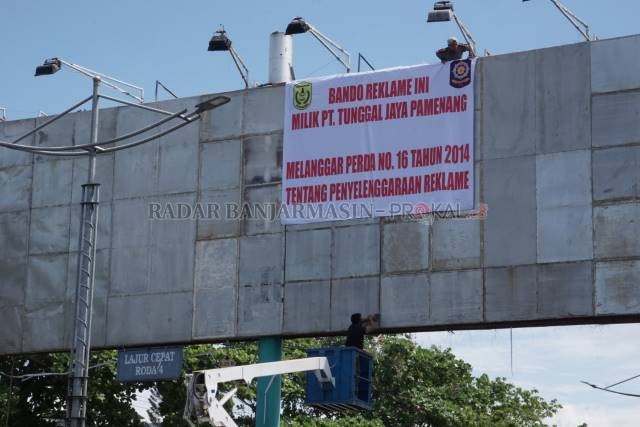 BANDO REKLAME INI
MILIK PT. TUNGGAL JAYA PAMENANG
MELANGGAR PERDA NO. 16 TAHUN 2014
TENTANG PENYELENGGARAAN REKLAME
RADAR BANJARMASIN - PROKAL
LAJUR CEPAT
RODA 4